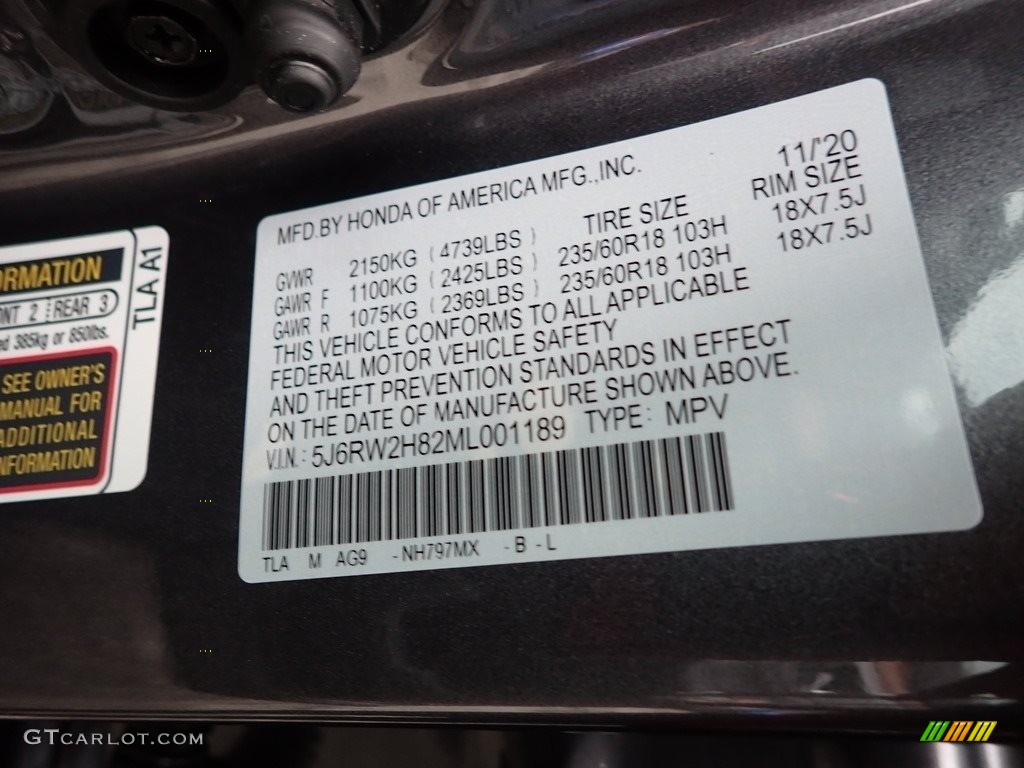 MFD.BY HONDA OF AMERICA MFG.,INC. 11/'20
TIRE SIZE RIM SIZE
GVWR 2150KG (4739LBS)
GAWR F 1100KG (2425LBS) 235/60R18 103H 18X7.5J
GAWR R 1075KG (2369LBS) 235/60R18 103H 18X7.5J
THIS VEHICLE CONFORMS TO ALL APPLICABLE
FEDERAL MOTOR VEHICLE SAFETY
AND THEFT PREVENTION STANDARDS IN EFFECT
ON THE DATE OF MANUFACTURE SHOWN ABOVE.
V.I.N.: 5J6RW2H82ML001189 TYPE: MPV
TLA M AG9 -NH797MX -B -L
TLA A1
2 REAR 3
385kg or 850lbs.
SEE OWNER'S
MANUAL FOR
ADDITIONAL
INFORMATION
GTCARLOT.COM